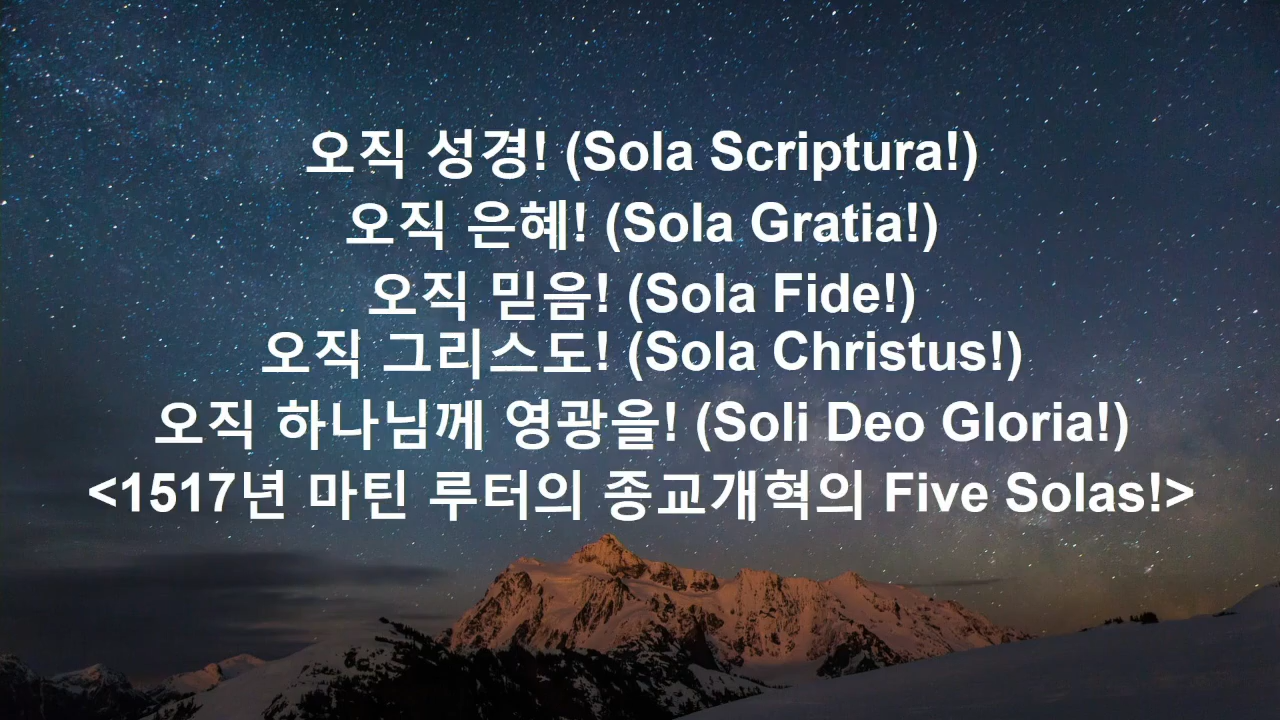 오직 성경! (Sola Scriptura!)
오직 은혜! (Sola Gratia!)
오직 믿음! (Sola Fide!)
오직 그리스도! (Sola Christus!)
오직 하나님께 영광을! (Soli Deo Gloria!)
<1517년 마틴 루터의 종교개혁의 Five Solas!>